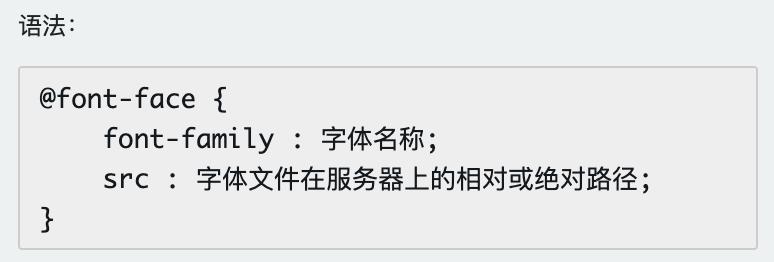 语法：
@font-face {
    font-family : 字体名称;
    src : 字体文件在服务器上的相对或绝对路径;
}